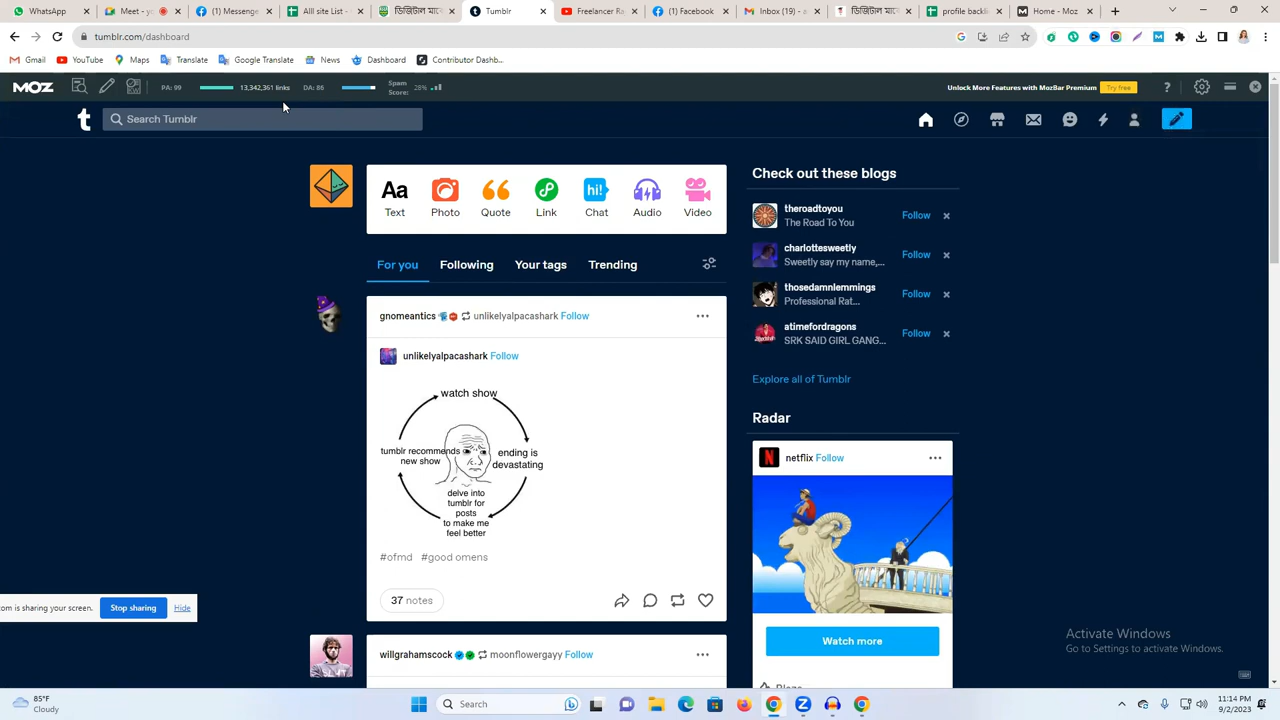 WhatsApp
Meet -
(1) Messenge
Alll site List -
Tumblr
Freelancer Ra
(1) Facebook
Inbox (19) - a
profile backli
Home - Moz
tumblr.com/dashboard
Gmail YouTube Maps Translate Google Translate News Dashboard Contributor Dashb...
MOZ PA: 99 13,342,361 links DA: 86 Spam Score: 28% Unlock More Features with MozBar Premium Try free ?
t Search Tumblr
Aa hi!
Text Photo Quote Link Chat Audio Video
For you Following Your tags Trending
gnomeantics unlikelyalpacashark Follow
unlikelyalpacashark Follow
watch show
ending is
devastating
delve into
tumblr for
posts
to make me
feel better
tumblr recommends
new show
#ofmd #good omens
37 notes
willgrahamscock moonflowergayy Follow
Check out these blogs
theroadtoyou
The Road To You
Follow
charlottesweetly
Sweetly say my name,...
Follow
thosedamnlemmings
Professional Rat...
Follow
atimefordragons
SRK SAID GIRL GANG...
Follow
Explore all of Tumblr
Radar
netflix Follow
Watch more
com is sharing your screen. Stop sharing Hide
Activate Windows
Go to Settings to activate Windows.
85°F
Cloudy
Search
11:14 PM
9/2/2023